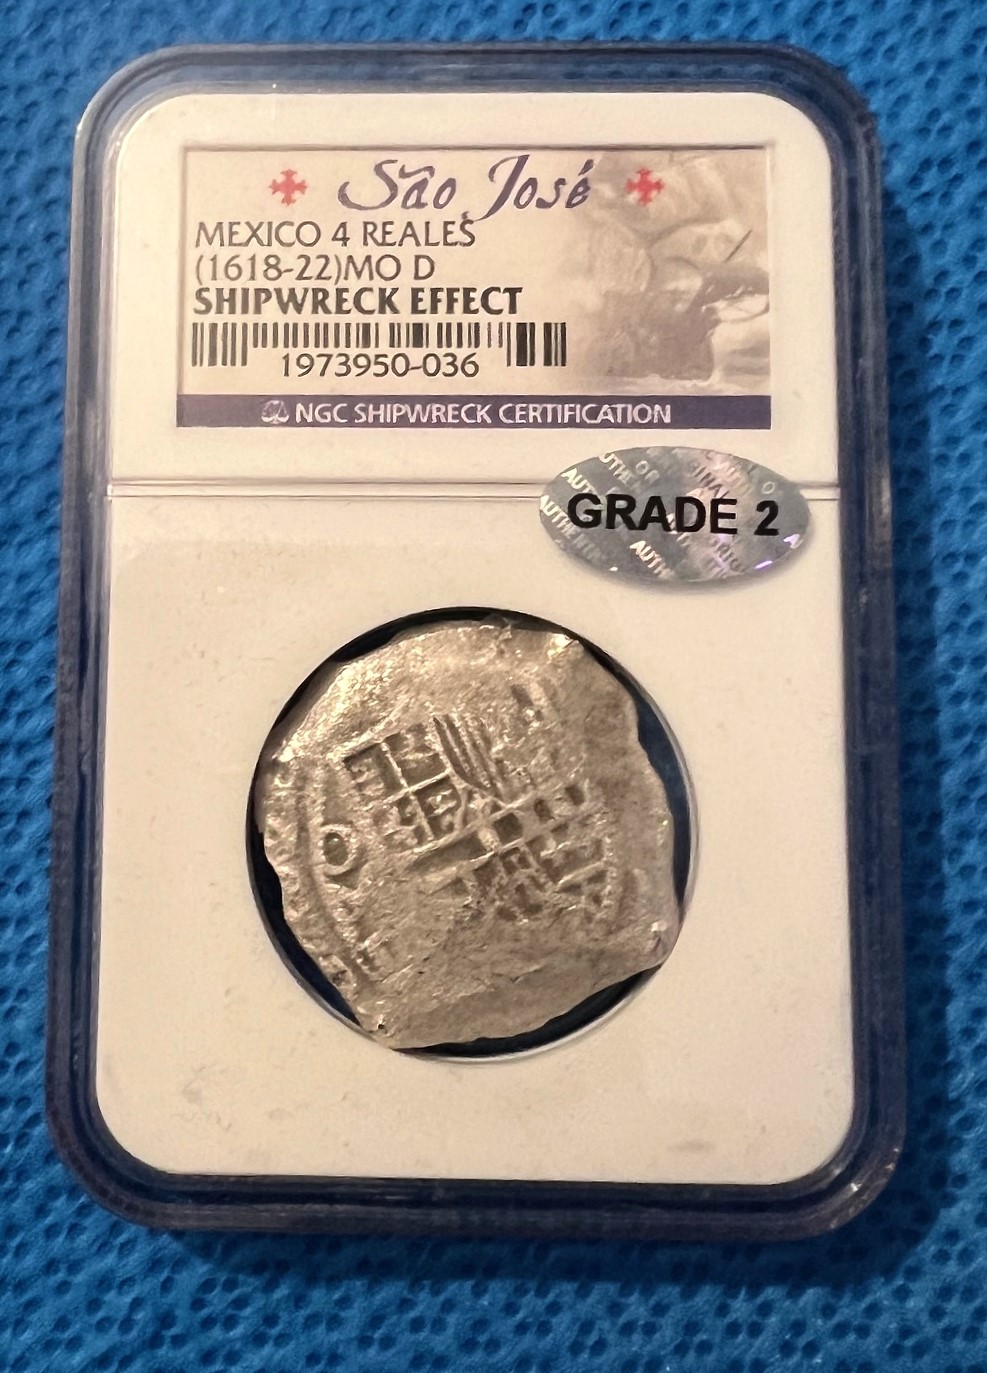 São José
MEXICO 4 REALES
(1618-22)MO D
SHIPWRECK EFFECT
1973950-036
NGC SHIPWRECK CERTIFICATION
GRADE 2